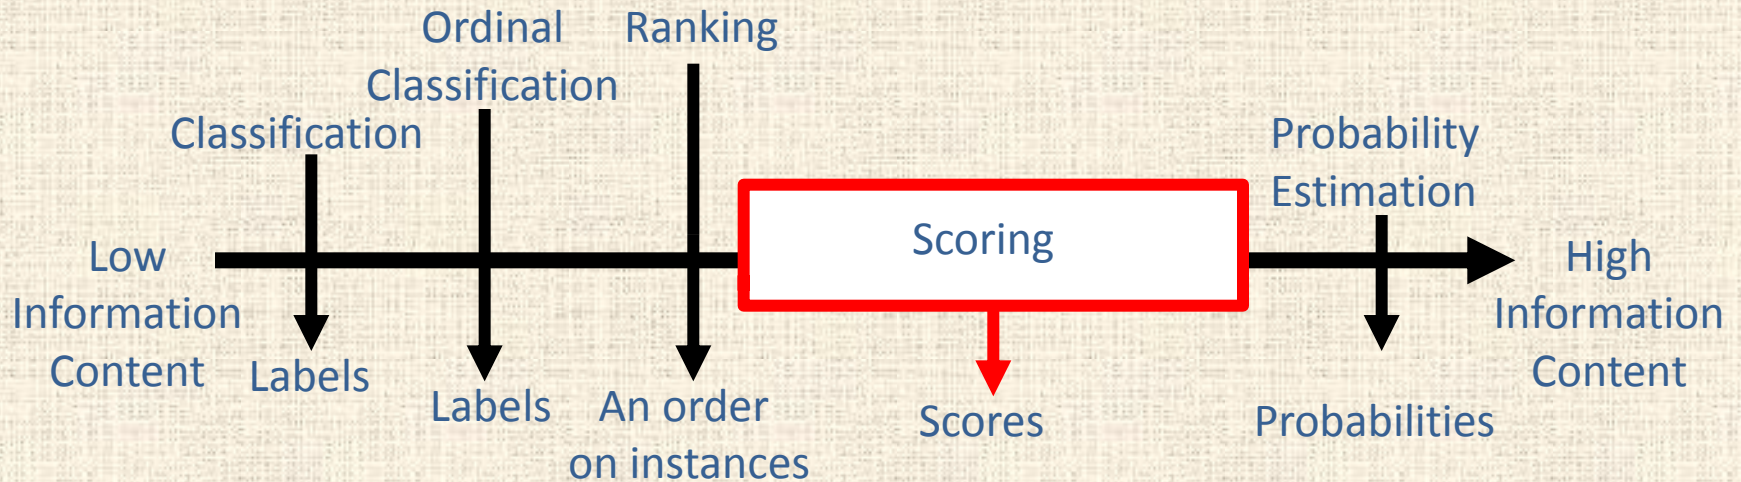 Ordinal
Classification
Ranking
Classification
Probability
Estimation
Scoring
Low
Information
Content
High
Information
Content
Labels
Labels
An order
on instances
Scores
Probabilities